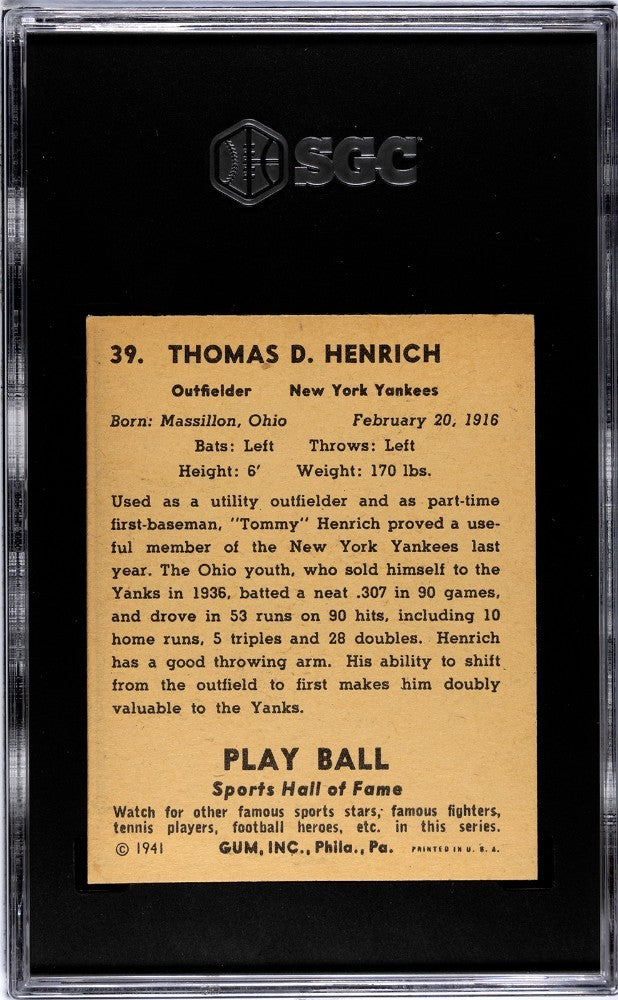 SGC
39. THOMAS D. HENRICH
Outfielder New York Yankees
Born: Massillon, Ohio February 20, 1916
Bats: Left Throws: Left
Height: 6' Weight: 170 lbs.
Used as a utility outfielder and as part-time
first-baseman, "Tommy" Henrich proved a use-
ful member of the New York Yankees last
year. The Ohio youth, who sold himself to the
Yanks in 1936, batted a neat .307 in 90 games,
and drove in 53 runs on 90 hits, including 10
home runs, 5 triples and 28 doubles. Henrich
has a good throwing arm. His ability to shift
from the outfield to first makes him doubly
valuable to the Yanks.
PLAY BALL
Sports Hall of Fame
Watch for other famous sports stars, famous fighters,
tennis players, football heroes, etc. in this series.
© 1941 GUM, INC., Phila., Pa. PRINTED IN U. S. A.